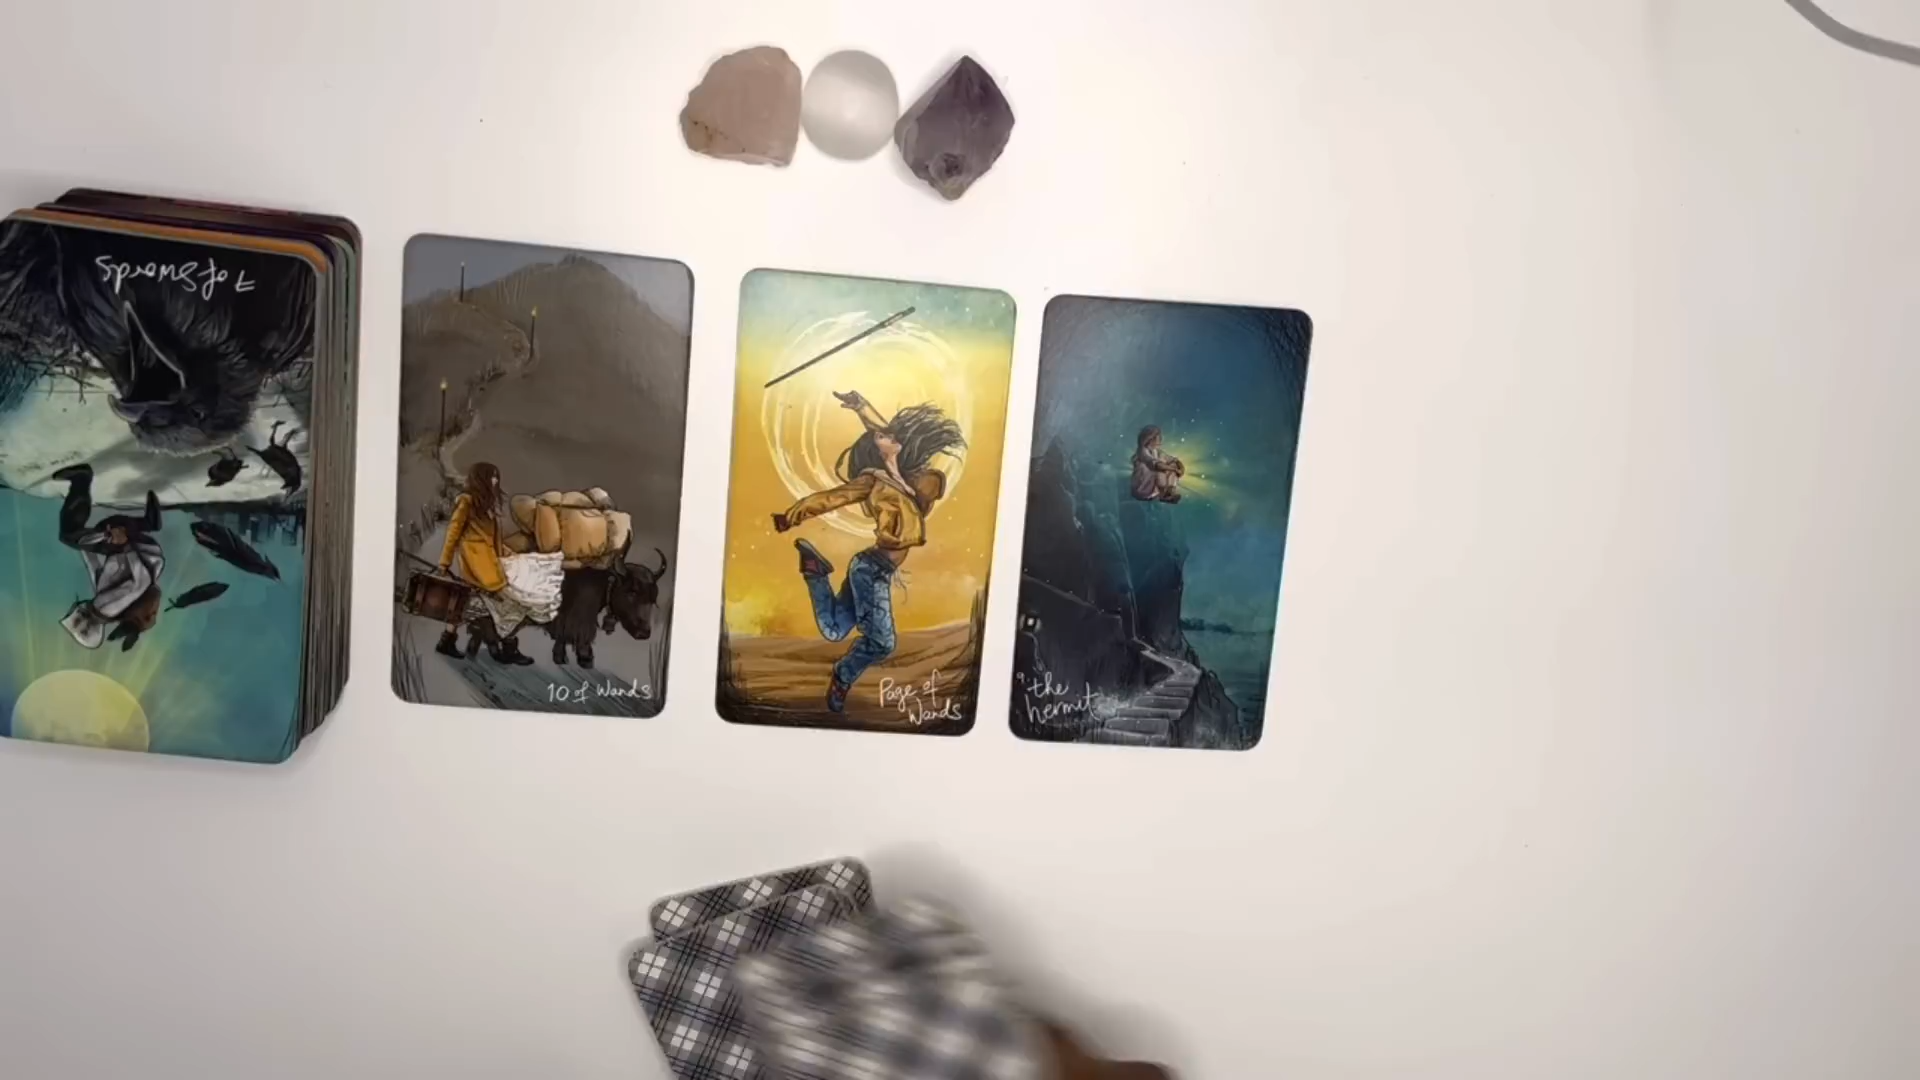 7 of Swords
10 of Wands
Page of
Wands
9. the
hermit